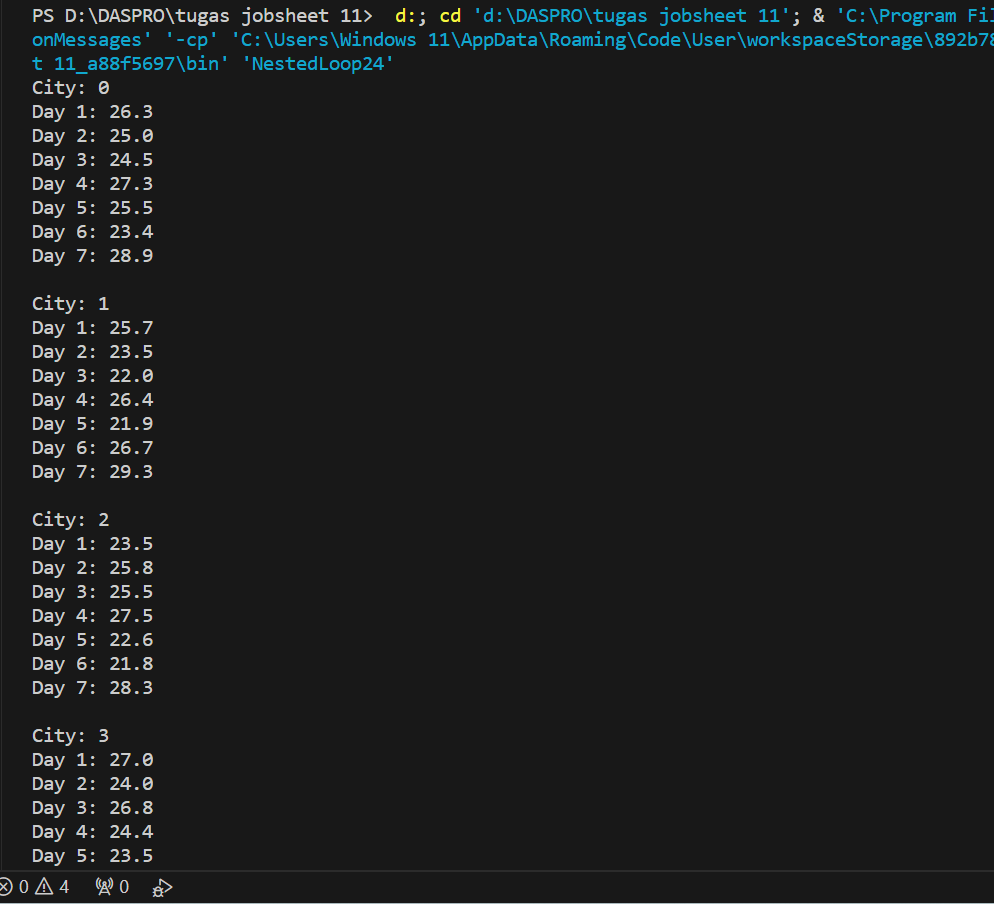 PS D:\DASPRO\tugas jobsheet 11>  d:; cd 'd:\DASPRO\tugas jobsheet 11'; & 'C:\Program Fil
onMessages' '-cp' 'C:\Users\Windows 11\AppData\Roaming\Code\User\workspaceStorage\892b78
t 11_a88f5697\bin' 'NestedLoop24'
City: 0
Day 1: 26.3
Day 2: 25.0
Day 3: 24.5
Day 4: 27.3
Day 5: 25.5
Day 6: 23.4
Day 7: 28.9
City: 1
Day 1: 25.7
Day 2: 23.5
Day 3: 22.0
Day 4: 26.4
Day 5: 21.9
Day 6: 26.7
Day 7: 29.3
City: 2
Day 1: 23.5
Day 2: 25.8
Day 3: 25.5
Day 4: 27.5
Day 5: 22.6
Day 6: 21.8
Day 7: 28.3
City: 3
Day 1: 27.0
Day 2: 24.0
Day 3: 26.8
Day 4: 24.4
Day 5: 23.5
0 4 0